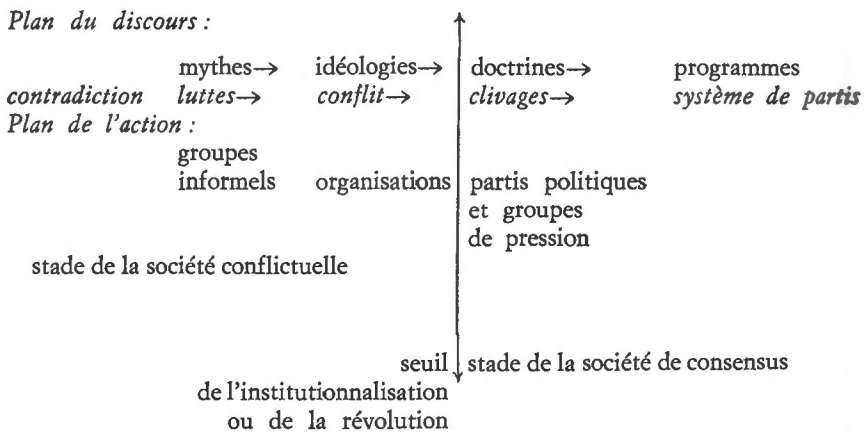 Plan du discours :
mythes→ idéologies→ doctrines→ programmes
contradiction luttes→ conflit→ clivages→ système de partis
Plan de l'action :
groupes
informels organisations partis politiques
et groupes
de pression
stade de la société conflictuelle
seuil stade de la société de consensus
de l'institutionnalisation
ou de la révolution